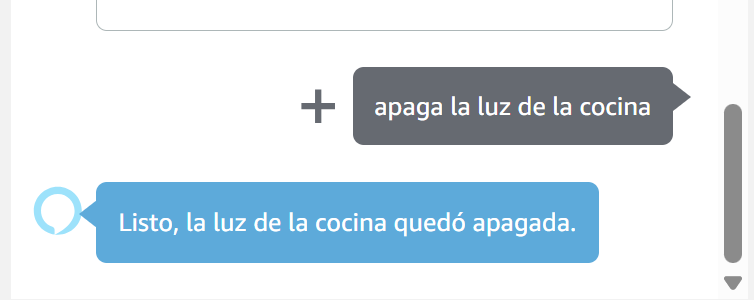 apaga la luz de la cocina
Listo, la luz de la cocina quedó apagada.